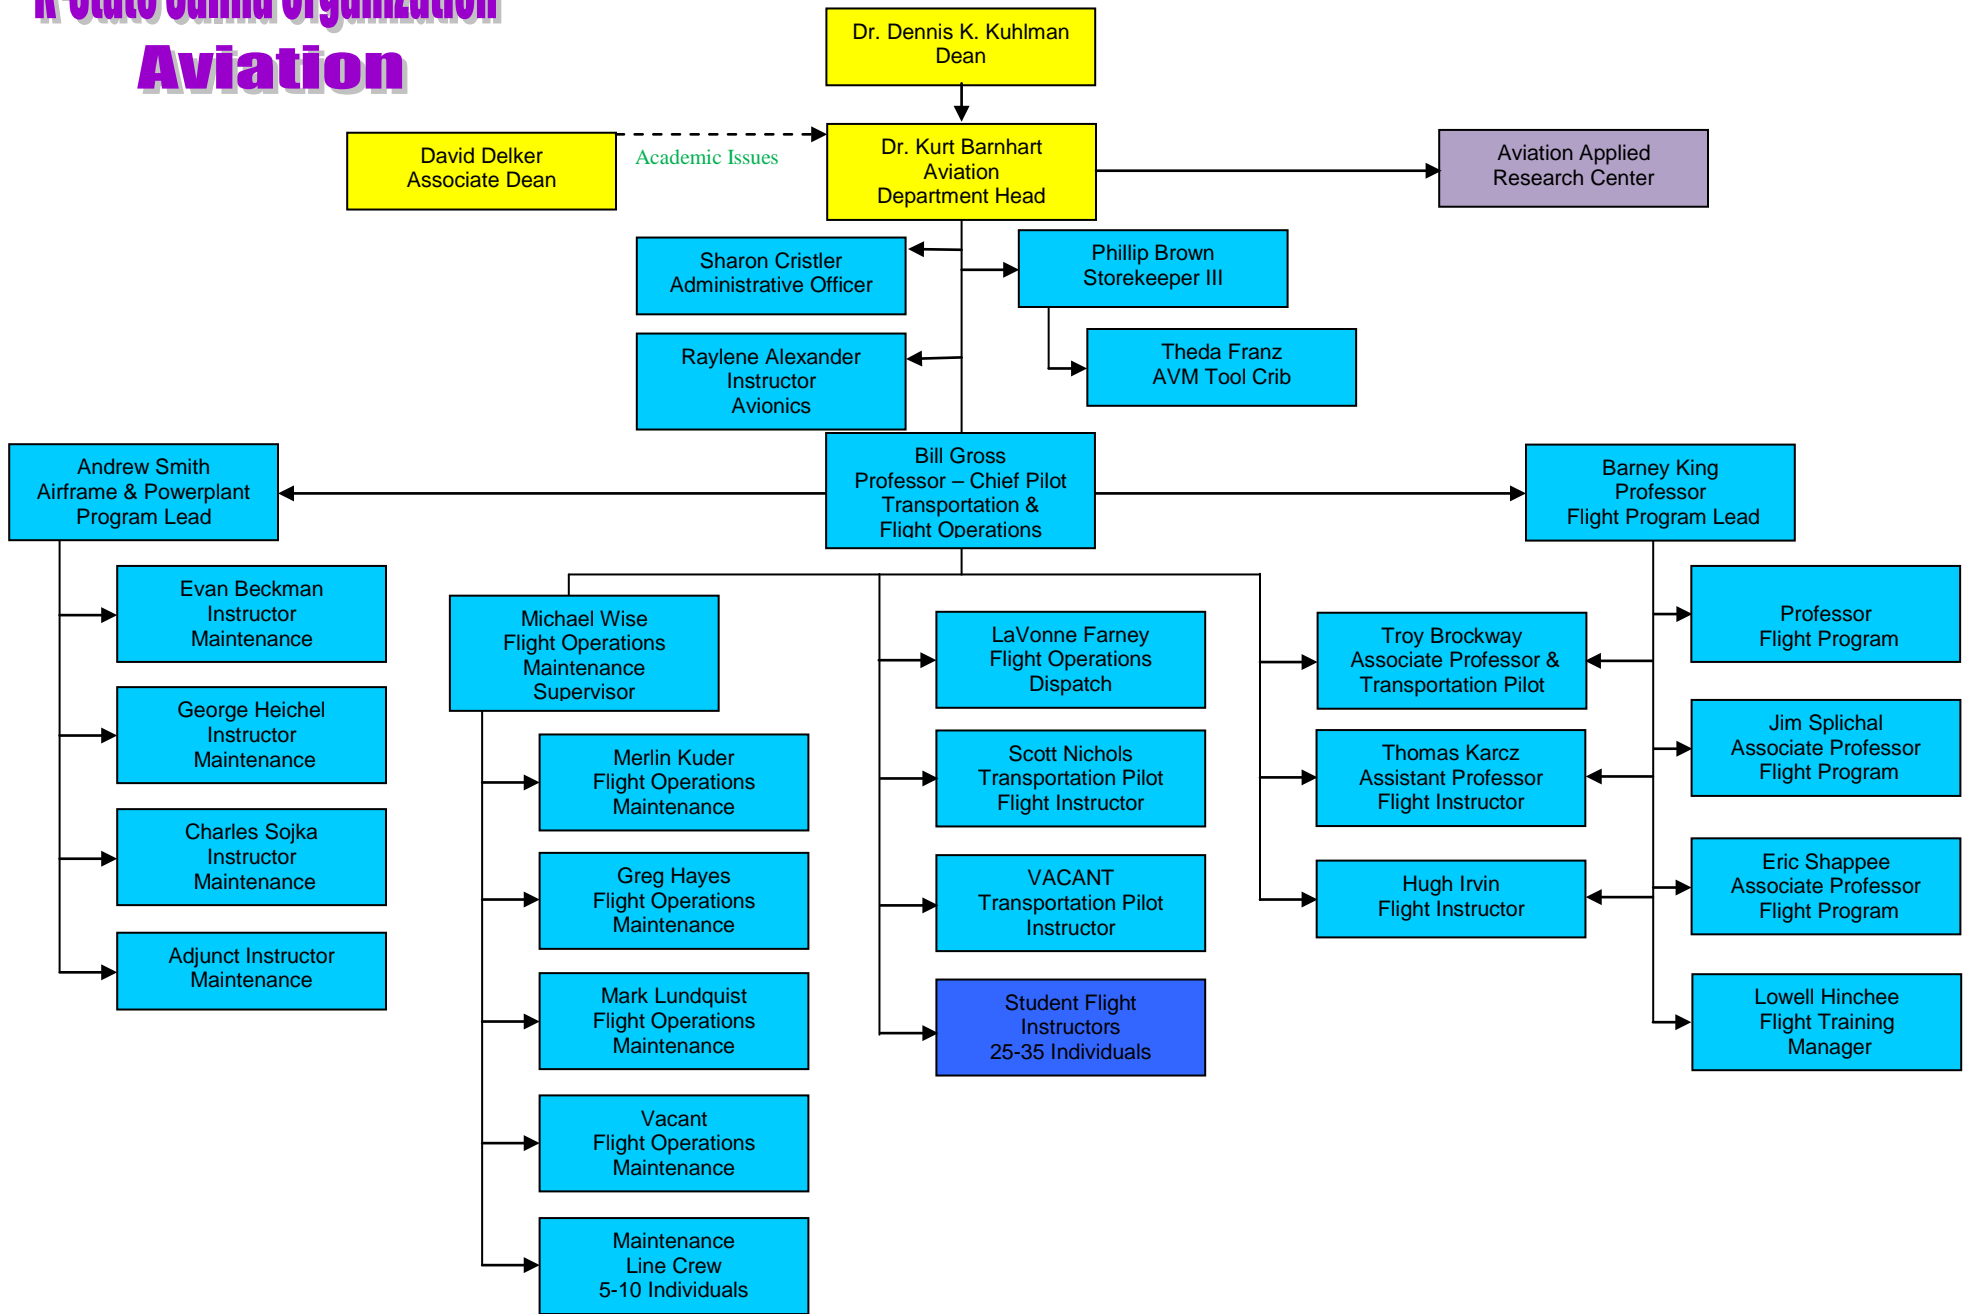 K-State Salina Organization
Aviation
Dr. Dennis K. Kuhlman
Dean
David Delker
Associate Dean
Academic Issues
Dr. Kurt Barnhart
Aviation
Department Head
Aviation Applied
Research Center
Sharon Cristler
Administrative Officer
Phillip Brown
Storekeeper III
Raylene Alexander
Instructor
Avionics
Theda Franz
AVM Tool Crib
Andrew Smith
Airframe & Powerplant
Program Lead
Bill Gross
Professor – Chief Pilot
Transportation &
Flight Operations
Barney King
Professor
Flight Program Lead
Evan Beckman
Instructor
Maintenance
George Heichel
Instructor
Maintenance
Charles Sojka
Instructor
Maintenance
Adjunct Instructor
Maintenance
Michael Wise
Flight Operations
Maintenance
Supervisor
Merlin Kuder
Flight Operations
Maintenance
Greg Hayes
Flight Operations
Maintenance
Mark Lundquist
Flight Operations
Maintenance
Vacant
Flight Operations
Maintenance
Maintenance
Line Crew
5-10 Individuals
LaVonne Farney
Flight Operations
Dispatch
Scott Nichols
Transportation Pilot
Flight Instructor
VACANT
Transportation Pilot
Instructor
Student Flight
Instructors
25-35 Individuals
Troy Brockway
Associate Professor &
Transportation Pilot
Thomas Karcz
Assistant Professor
Flight Instructor
Hugh Irvin
Flight Instructor
Professor
Flight Program
Jim Splichal
Associate Professor
Flight Program
Eric Shappee
Associate Professor
Flight Program
Lowell Hinchee
Flight Training
Manager